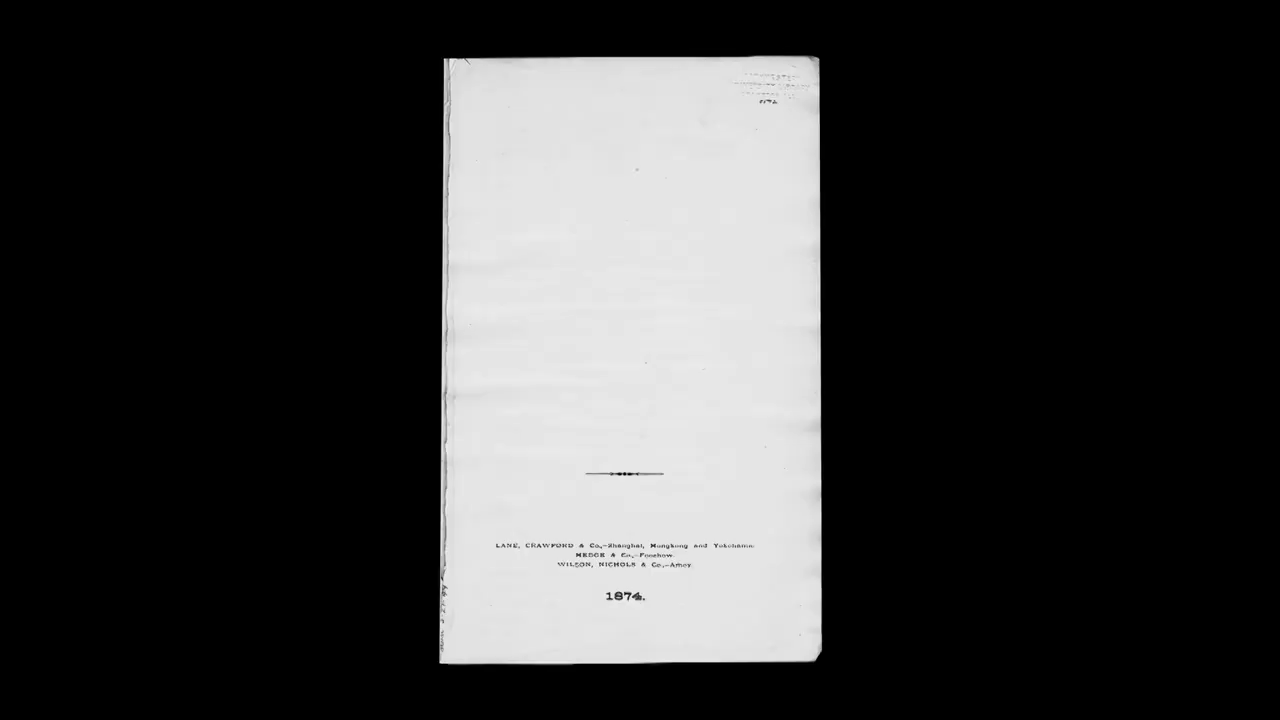 LANE, CRAWFORD & Co,—Shanghai, Hongkong and Yokohama.
HEDGE & Co,—Foochow.
WILSON, NICHOLS & Co,—Amoy.
1874.